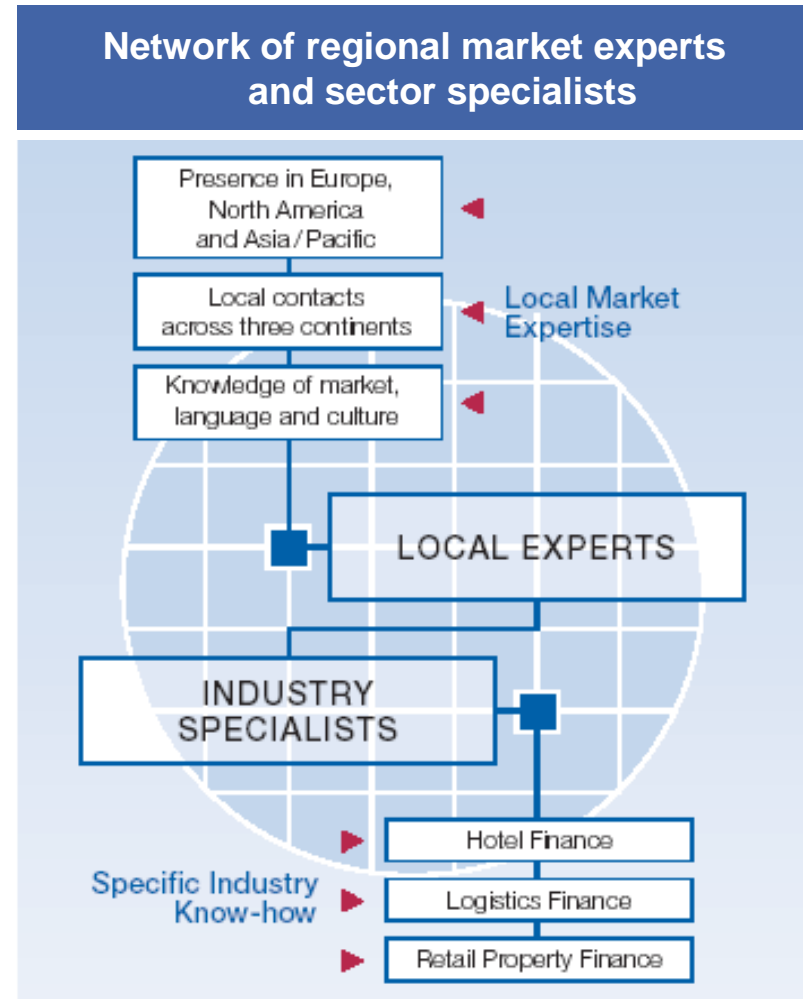 Network of regional market experts
and sector specialists
Presence in Europe,
North America
and Asia / Pacific
Local contacts
across three continents
Local Market
Expertise
Knowledge of market,
language and culture
LOCAL EXPERTS
INDUSTRY
SPECIALISTS
Hotel Finance
Specific Industry
Know-how
Logistics Finance
Retail Property Finance